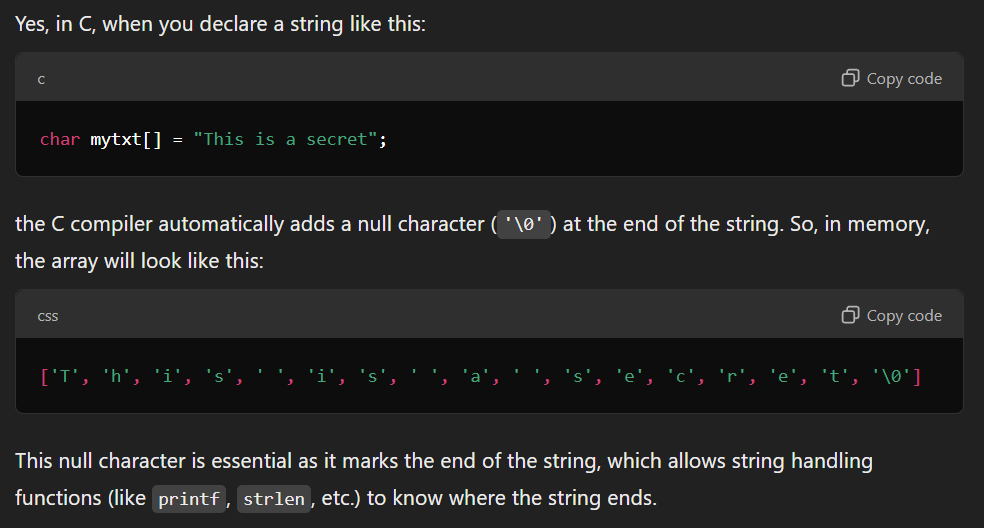 Yes, in C, when you declare a string like this:
c
Copy code
char mytxt[] = "This is a secret";
the C compiler automatically adds a null character ('\0') at the end of the string. So, in memory,
the array will look like this:
css
Copy code
['T', 'h', 'i', 's', ' ', 'i', 's', ' ', 'a', ' ', 's', 'e', 'c', 'r', 'e', 't', '\0']
This null character is essential as it marks the end of the string, which allows string handling
functions (like printf, strlen, etc.) to know where the string ends.